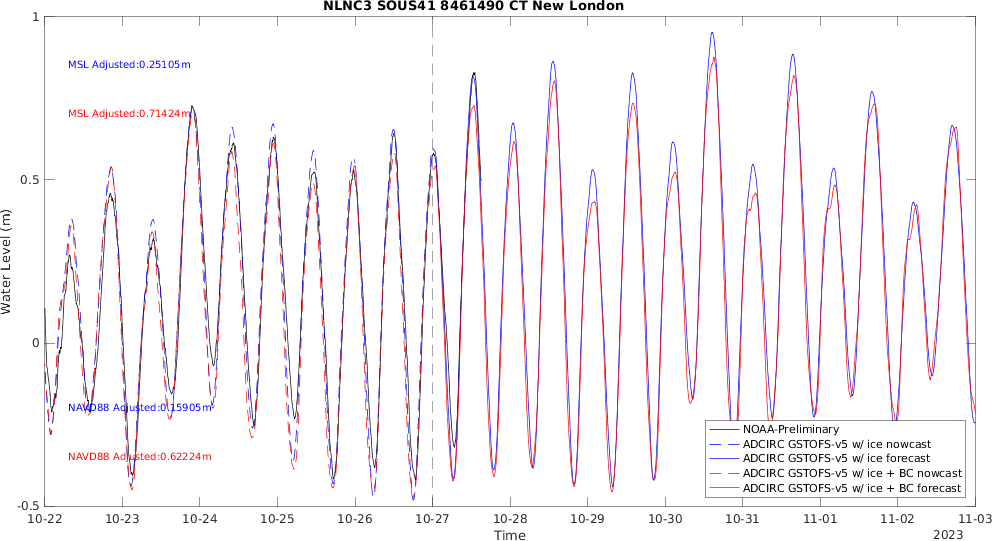 NLNC3 SOUS41 8461490 CT New London
1
0.5
0
-0.5
Water Level (m)
MSL Adjusted:0.25105m
MSL Adjusted:0.71424m
NAVD88 Adjusted:0.15905m
NAVD88 Adjusted:0.62224m
NOAA-Preliminary
ADCIRC GSTOFS-v5 w/ ice nowcast
ADCIRC GSTOFS-v5 w/ ice forecast
ADCIRC GSTOFS-v5 w/ ice + BC nowcast
ADCIRC GSTOFS-v5 w/ ice + BC forecast
10-22 10-23 10-24 10-25 10-26 10-27 10-28 10-29 10-30 10-31 11-01 11-02 11-03
Time
2023